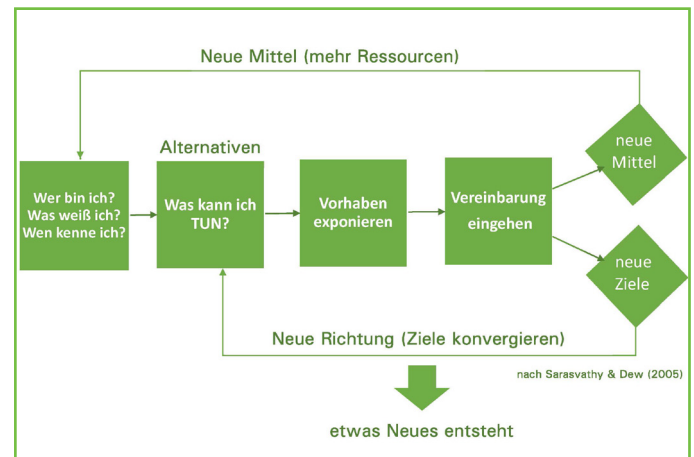 Neue Mittel (mehr Ressourcen)
Alternativen
Wer bin ich?
Was weiß ich?
Wen kenne ich?
Was kann ich
TUN?
Vorhaben
exponieren
Vereinbarung
eingehen
neue
Mittel
neue
Ziele
Neue Richtung (Ziele konvergieren)
nach Sarasvathy & Dew (2005)
etwas Neues entsteht